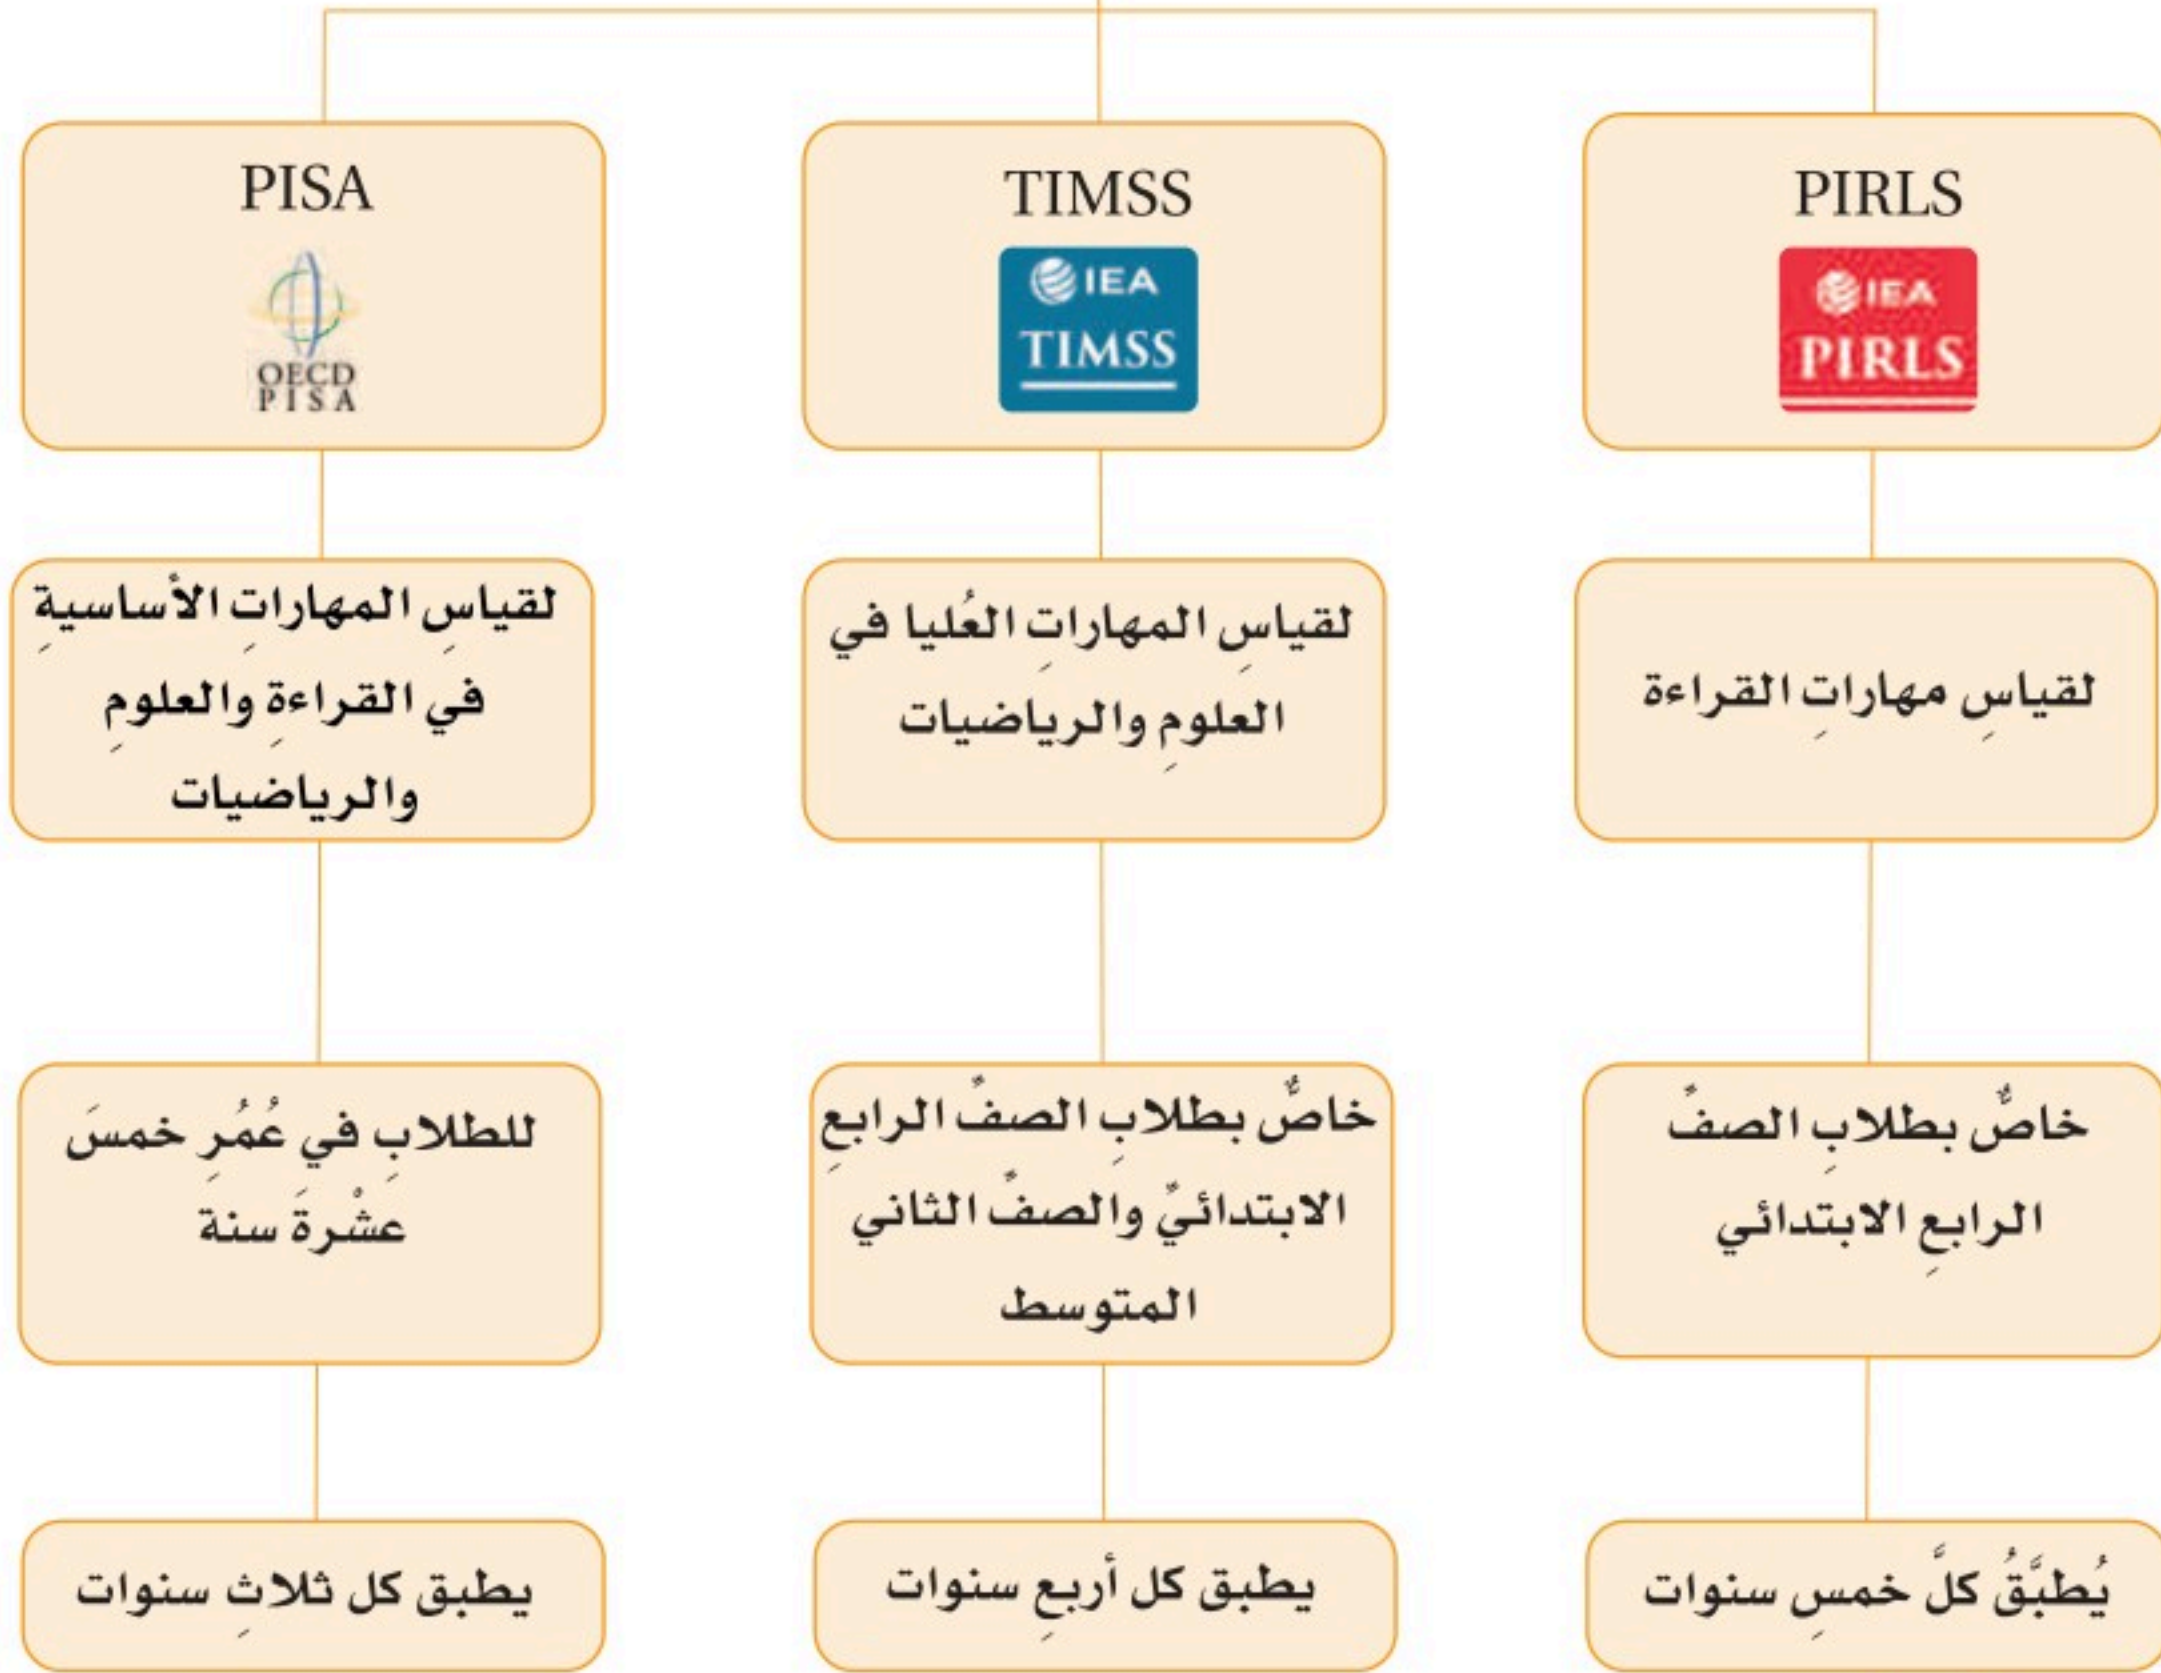 PIRLS
IEA
PIRLS
لقياسِ مهاراتِ القراءة
خاصٌّ بطلابِ الصفِّ
الرابعِ الابتدائي
يُطبَّقُ كلَّ خمسِ سنوات
TIMSS
IEA
TIMSS
لقياسِ المهاراتِ العُليا في
العلومِ والرياضيات
خاصٌّ بطلابِ الصفِّ الرابعِ
الابتدائيِّ والصفِّ الثاني
المتوسط
يطبق كل أربعِ سنوات
PISA
OECD
PISA
لقياسِ المهاراتِ الأساسيةِ
في القراءةِ والعلومِ
والرياضيات
للطلابِ في عُمُرِ خمسَ
عشْرةَ سنة
يطبق كل ثلاثِ سنوات